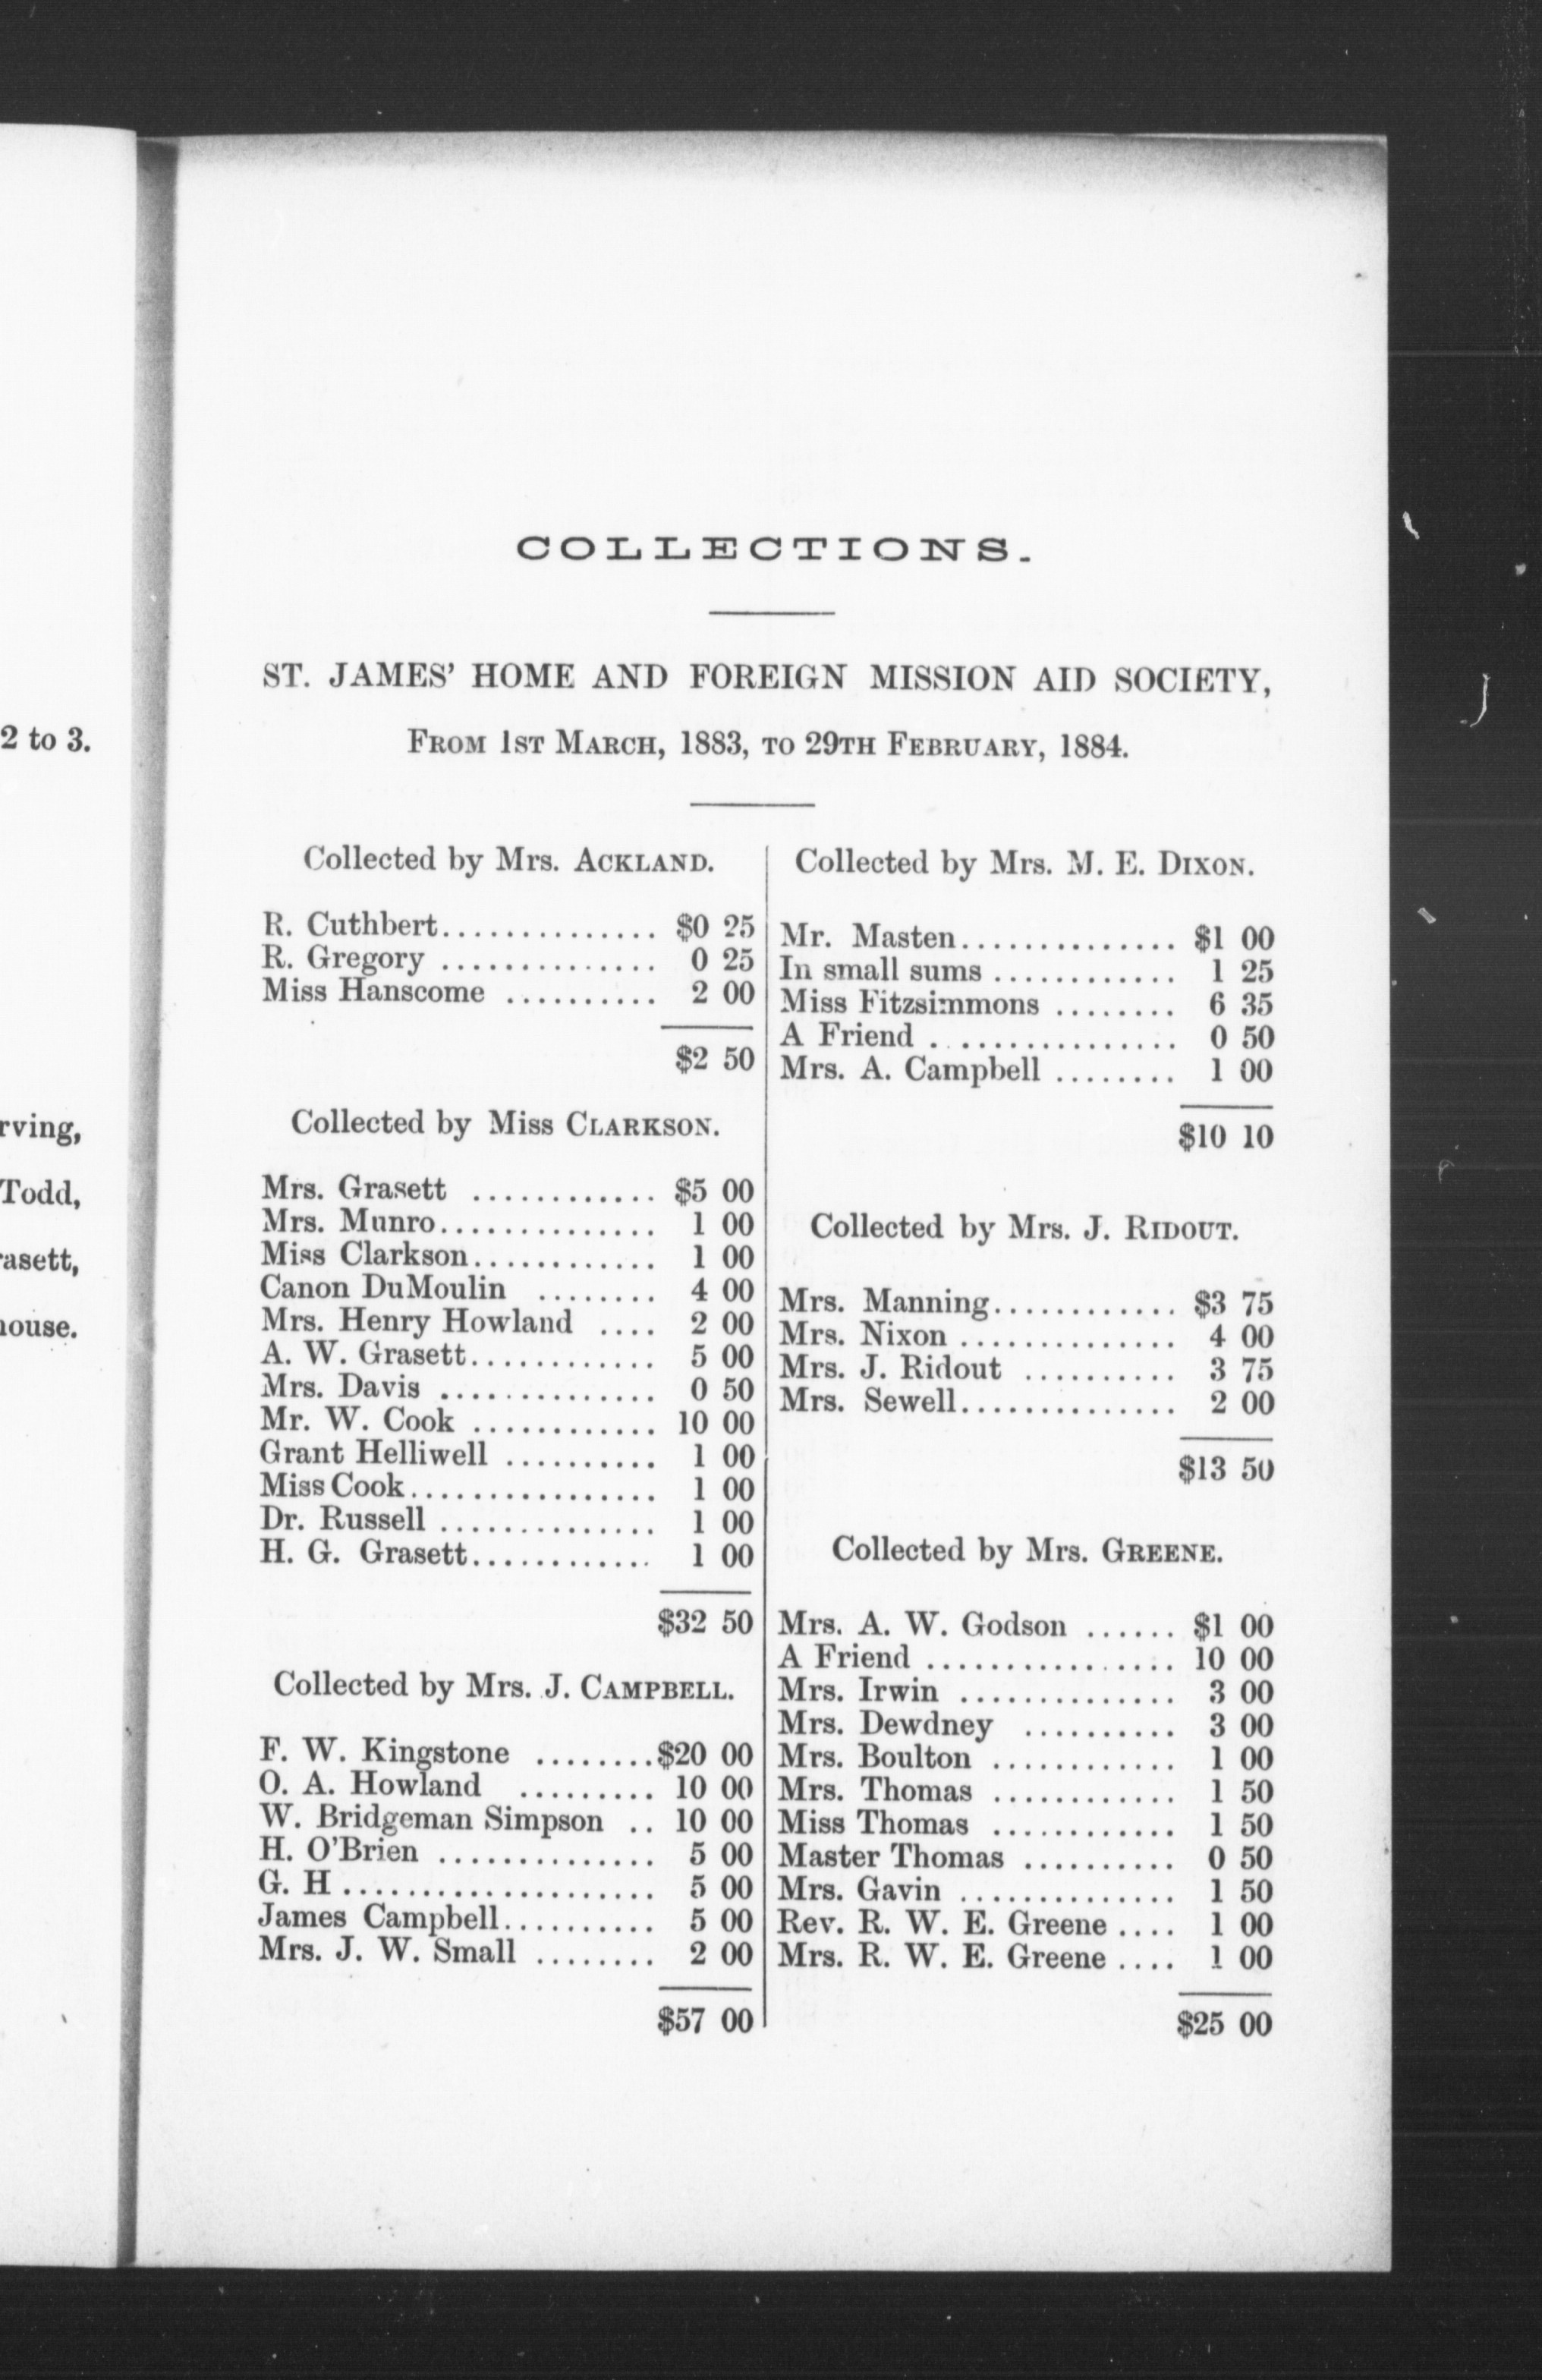 2 to 3.
rving,
Todd,
asett,
ouse.
COLLECTIONS.
ST. JAMES' HOME AND FOREIGN MISSION AID SOCIETY,
FROM 1ST MARCH, 1883, TO 29TH FEBRUARY, 1884.
Collected by Mrs. ACKLAND.
R. Cuthbert.............. $0 25
R. Gregory .............. 0 25
Miss Hanscome .......... 2 00
$2 50
Collected by Miss CLARKSON.
Mrs. Grasett ............ $5 00
Mrs. Munro.............. 1 00
Miss Clarkson............ 1 00
Canon DuMoulin ........ 4 00
Mrs. Henry Howland .... 2 00
A. W. Grasett............ 5 00
Mrs. Davis .............. 0 50
Mr. W. Cook ............ 10 00
Grant Helliwell .......... 1 00
Miss Cook................ 1 00
Dr. Russell .............. 1 00
H. G. Grasett............ 1 00
$32 50
Collected by Mrs. J. CAMPBELL.
F. W. Kingstone ........$20 00
O. A. Howland ......... 10 00
W. Bridgeman Simpson .. 10 00
H. O'Brien .............. 5 00
G. H .................... 5 00
James Campbell.......... 5 00
Mrs. J. W. Small ........ 2 00
$57 00
Collected by Mrs. M. E. DIXON.
Mr. Masten.............. $1 00
In small sums ............ 1 25
Miss Fitzsimmons ........ 6 35
A Friend ................ 0 50
Mrs. A. Campbell ........ 1 00
$10 10
Collected by Mrs. J. RIDOUT.
Mrs. Manning............ $3 75
Mrs. Nixon .............. 4 00
Mrs. J. Ridout .......... 3 75
Mrs. Sewell.............. 2 00
$13 50
Collected by Mrs. GREENE.
Mrs. A. W. Godson ...... $1 00
A Friend ................ 10 00
Mrs. Irwin .............. 3 00
Mrs. Dewdney .......... 3 00
Mrs. Boulton ............ 1 00
Mrs. Thomas ............ 1 50
Miss Thomas ............ 1 50
Master Thomas .......... 0 50
Mrs. Gavin .............. 1 50
Rev. R. W. E. Greene .... 1 00
Mrs. R. W. E. Greene .... 1 00
$25 00